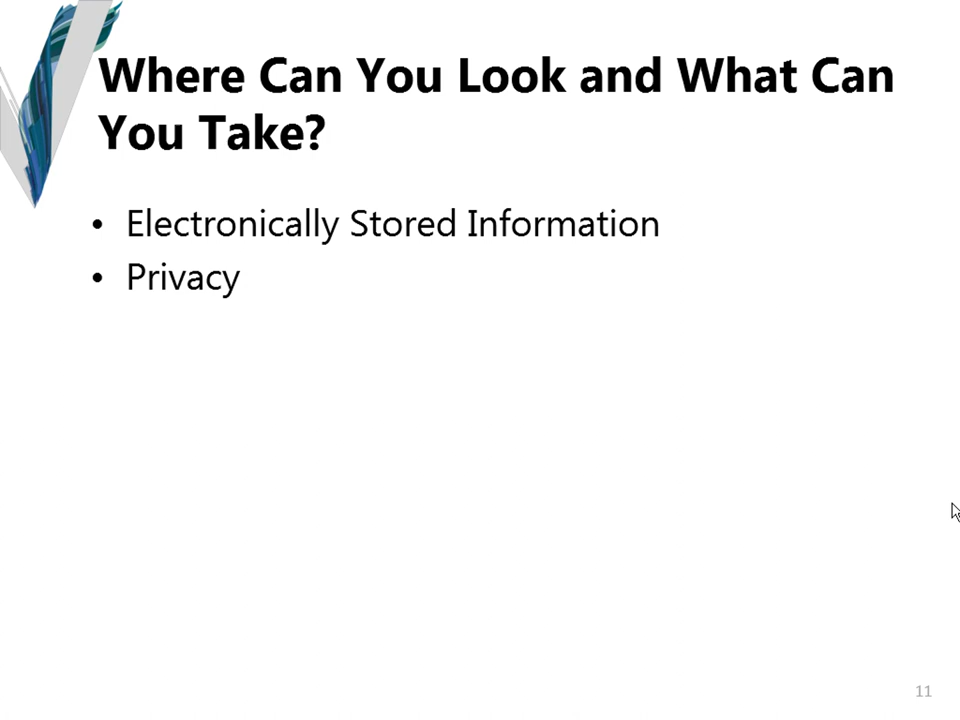 Where Can You Look and What Can
You Take?
• Electronically Stored Information
• Privacy
11